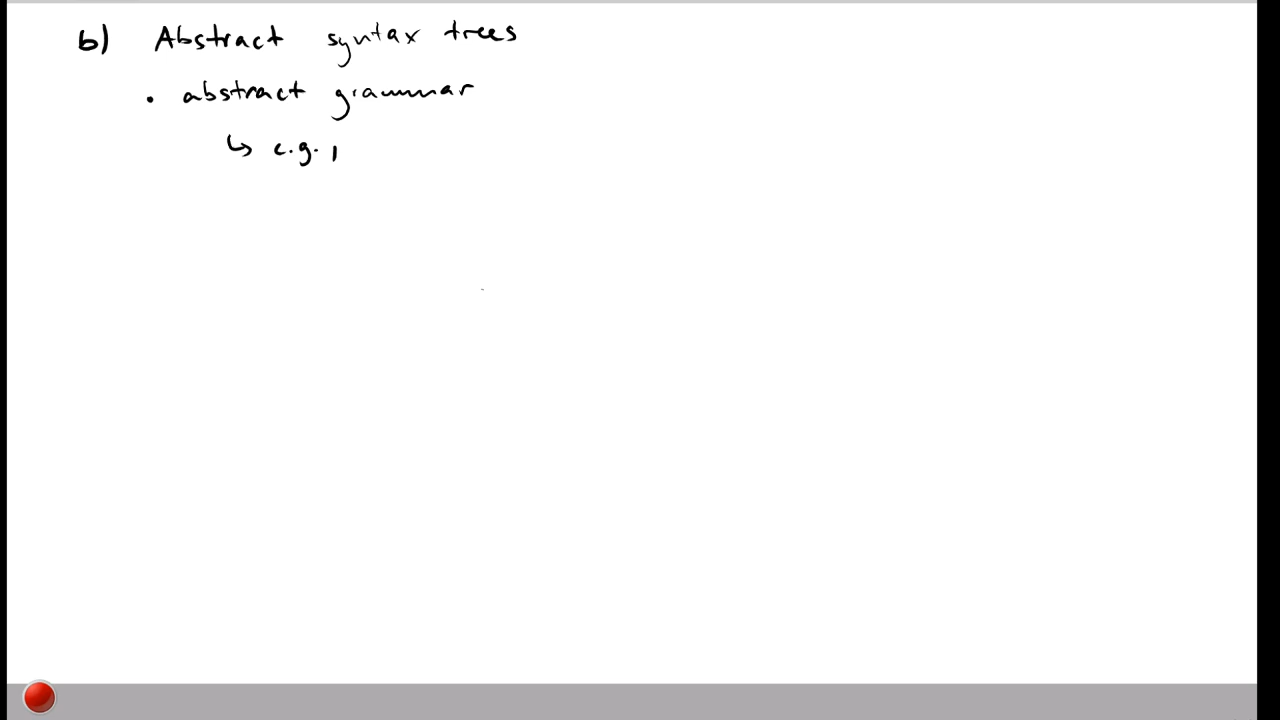 b) Abstract syntax trees
• abstract grammar
↳ e.g. ,